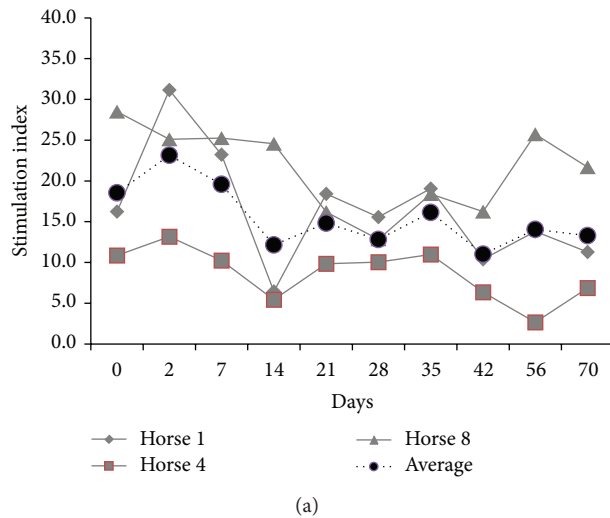 40.0
35.0
30.0
25.0
20.0
15.0
10.0
5.0
0.0
Stimulation index
0 2 7 14 21 28 35 42 56 70
Days
Horse 1 Horse 8
Horse 4 Average
(a)